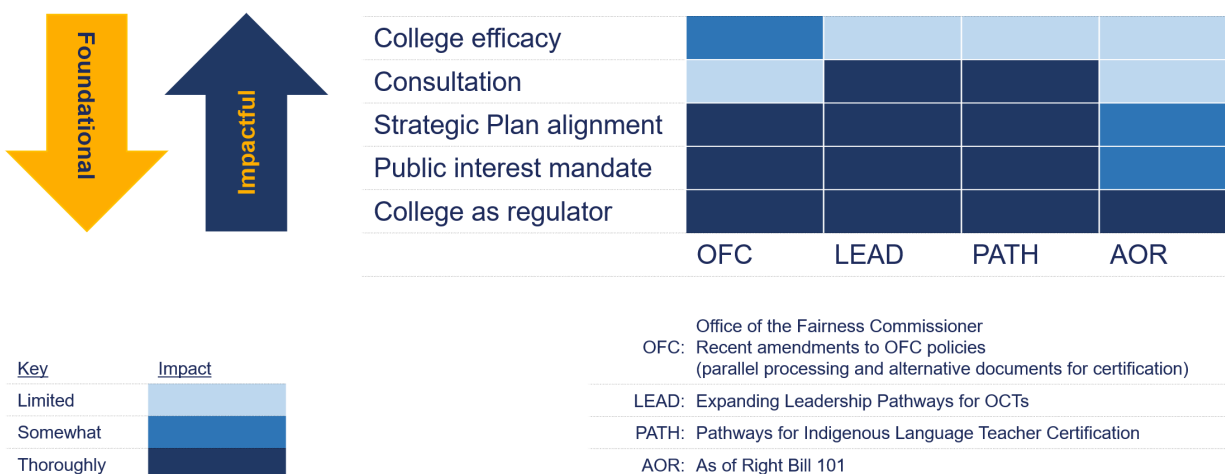 Foundational
Impactful
College efficacy
Consultation
Strategic Plan alignment
Public interest mandate
College as regulator
OFC LEAD PATH AOR
Key Impact
Limited
Somewhat
Thoroughly
Office of the Fairness Commissioner
OFC: Recent amendments to OFC policies
(parallel processing and alternative documents for certification)
LEAD: Expanding Leadership Pathways for OCTs
PATH: Pathways for Indigenous Language Teacher Certification
AOR: As of Right Bill 101